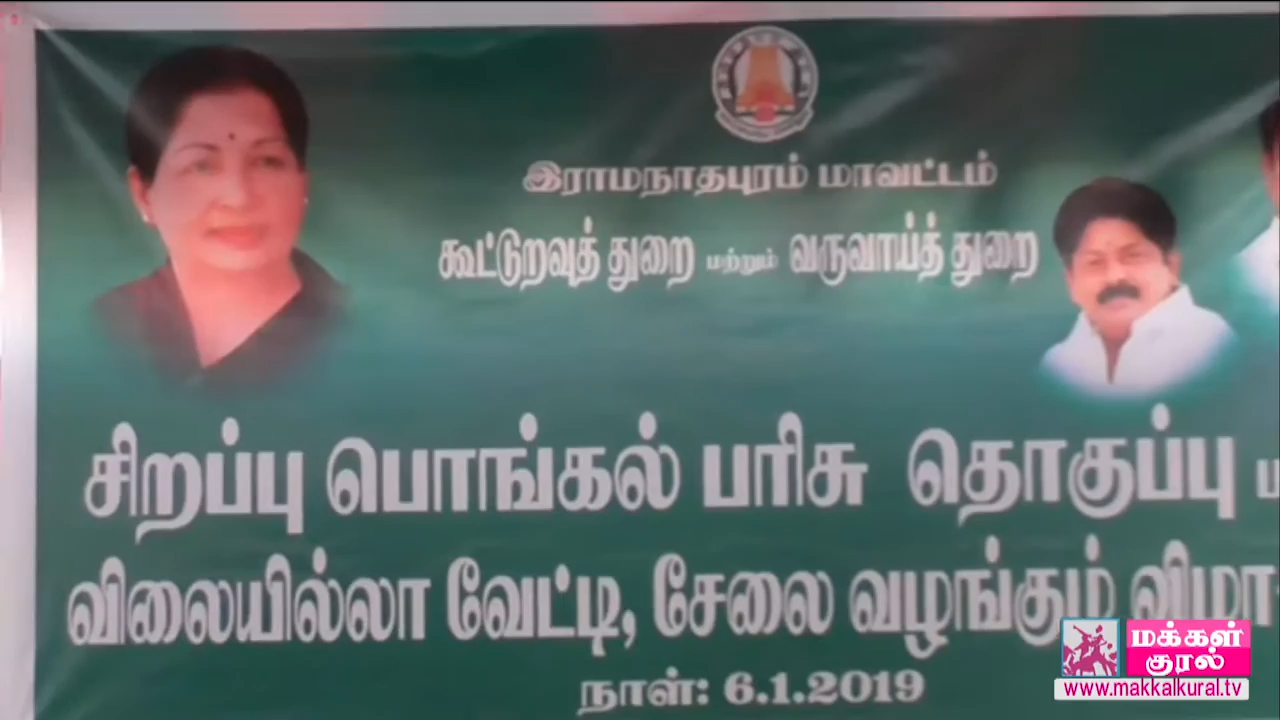 இராமநாதபுரம் மாவட்டம்
கூட்டுறவுத் துறை மற்றும் வருவாய்த் துறை
சிறப்பு பொங்கல் பரிசு தொகுப்பு
விலையில்லா வேட்டி, சேலை வழங்கும்
நாள்: 6.1.2019
மக்கள்
குரல்
www.makkalkural.tv